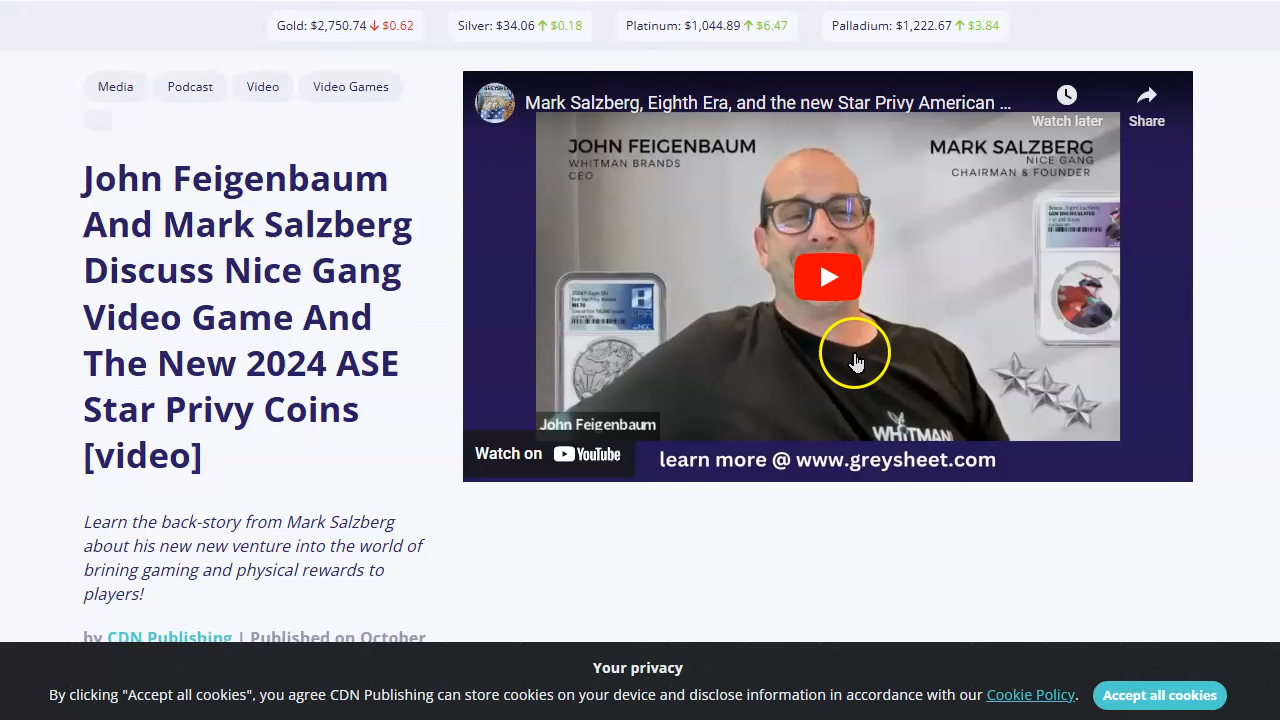 Gold: $2,750.74 $0.62
Silver: $34.06 $0.18
Platinum: $1,044.89 $6.47
Palladium: $1,222.67 $3.84
Media
Podcast
Video
Video Games
John Feigenbaum
And Mark Salzberg
Discuss Nice Gang
Video Game And
The New 2024 ASE
Star Privy Coins
[video]
Learn the back-story from Mark Salzberg
about his new new venture into the world of
brining gaming and physical rewards to
players!
by CDN Publishing | Published on October
Mark Salzberg, Eighth Era, and the new Star Privy American ...
Watch later
Share
JOHN FEIGENBAUM
WHITMAN BRANDS
CEO
MARK SALZBERG
NICE GANG
CHAIRMAN & FOUNDER
GEM UNCIRCULATED
MS 70
NGC
WHITMAN
John Feigenbaum
Watch on YouTube
learn more @ www.greysheet.com
Your privacy
By clicking "Accept all cookies", you agree CDN Publishing can store cookies on your device and disclose information in accordance with our Cookie Policy.
Accept all cookies